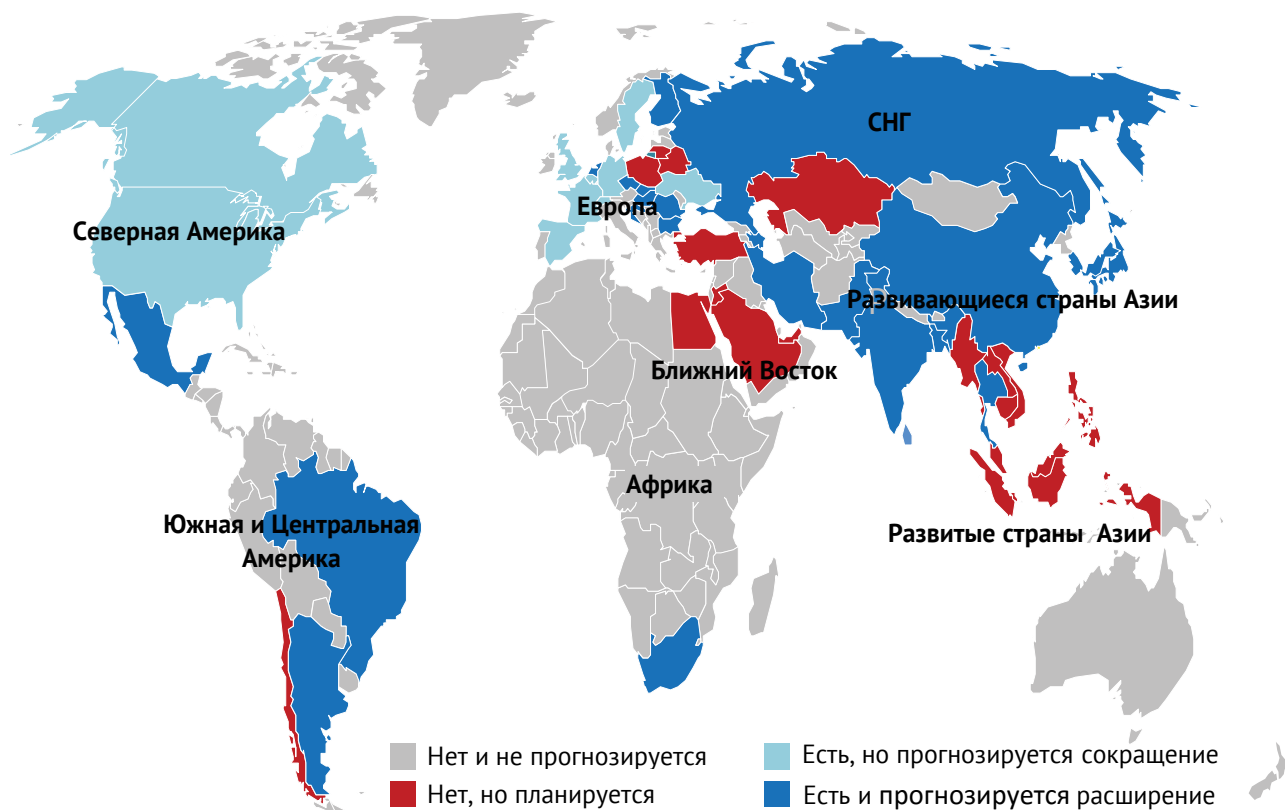 СНГ
Европа
Северная Америка
Развивающиеся страны Азии
Ближний Восток
Африка
Южная и Центральная
Америка
Развитые страны Азии
Нет и не прогнозируется
Нет, но планируется
Есть, но прогнозируется сокращение
Есть и прогнозируется расширение